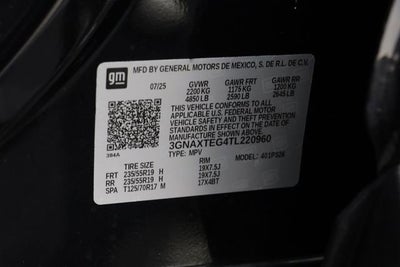 gm
MFD BY GENERAL MOTORS DE MEXICO, S. DE R.L. DE C.V.
07/25 GVWR GAWR FRT GAWR RR
2200 KG 1175 KG 1200 KG
4850 LB 2590 LB 2645 LB
THIS VEHICLE CONFORMS TO ALL
APPLICABLE U.S. FEDERAL MOTOR
VEHICLE SAFETY AND THEFT PREVENTION
STANDARDS IN EFFECT ON THE DATE OF
MANUFACTURE SHOWN ABOVE.
3GNAXTEG4TL220960
384A TYPE: MPV MODEL: 401PS26
TIRE SIZE RIM
FRT 235/55R19 H 19X7.5J
RR 235/55R19 H 19X7.5J
SPA T125/70R17 M 17X4BT